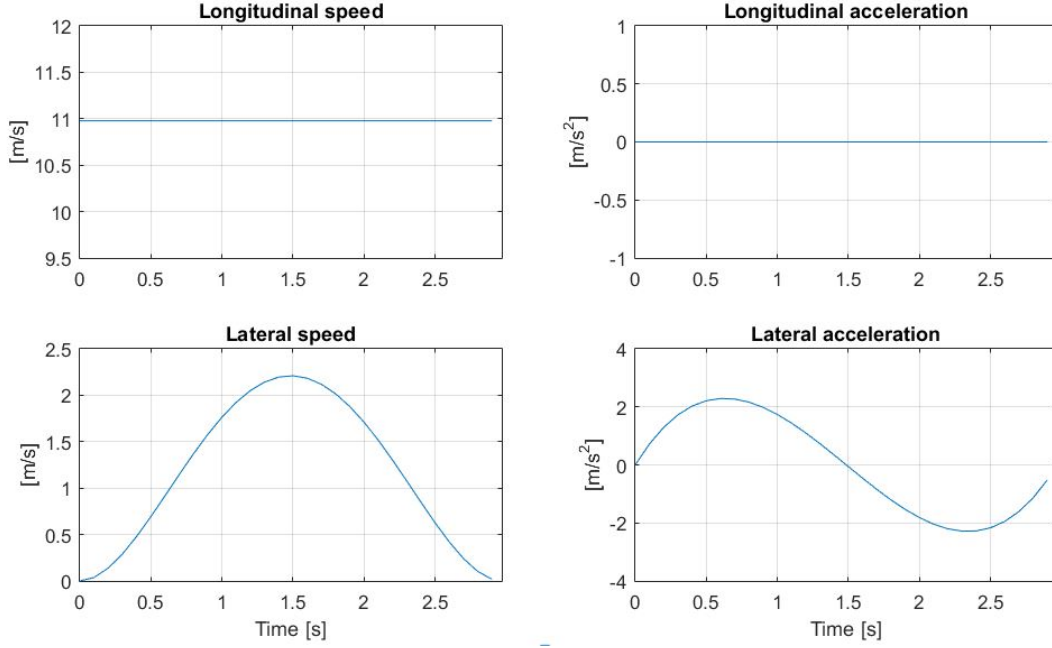 Longitudinal speed
12
11.5
11
10.5
10
9.5
[m/s]
0 0.5 1 1.5 2 2.5
Longitudinal acceleration
1
0.5
0
-0.5
-1
[m/s²]
0 0.5 1 1.5 2 2.5
Lateral speed
2.5
2
1.5
1
0.5
0
[m/s]
0 0.5 1 1.5 2 2.5
Time [s]
Lateral acceleration
4
2
0
-2
-4
[m/s²]
0 0.5 1 1.5 2 2.5
Time [s]